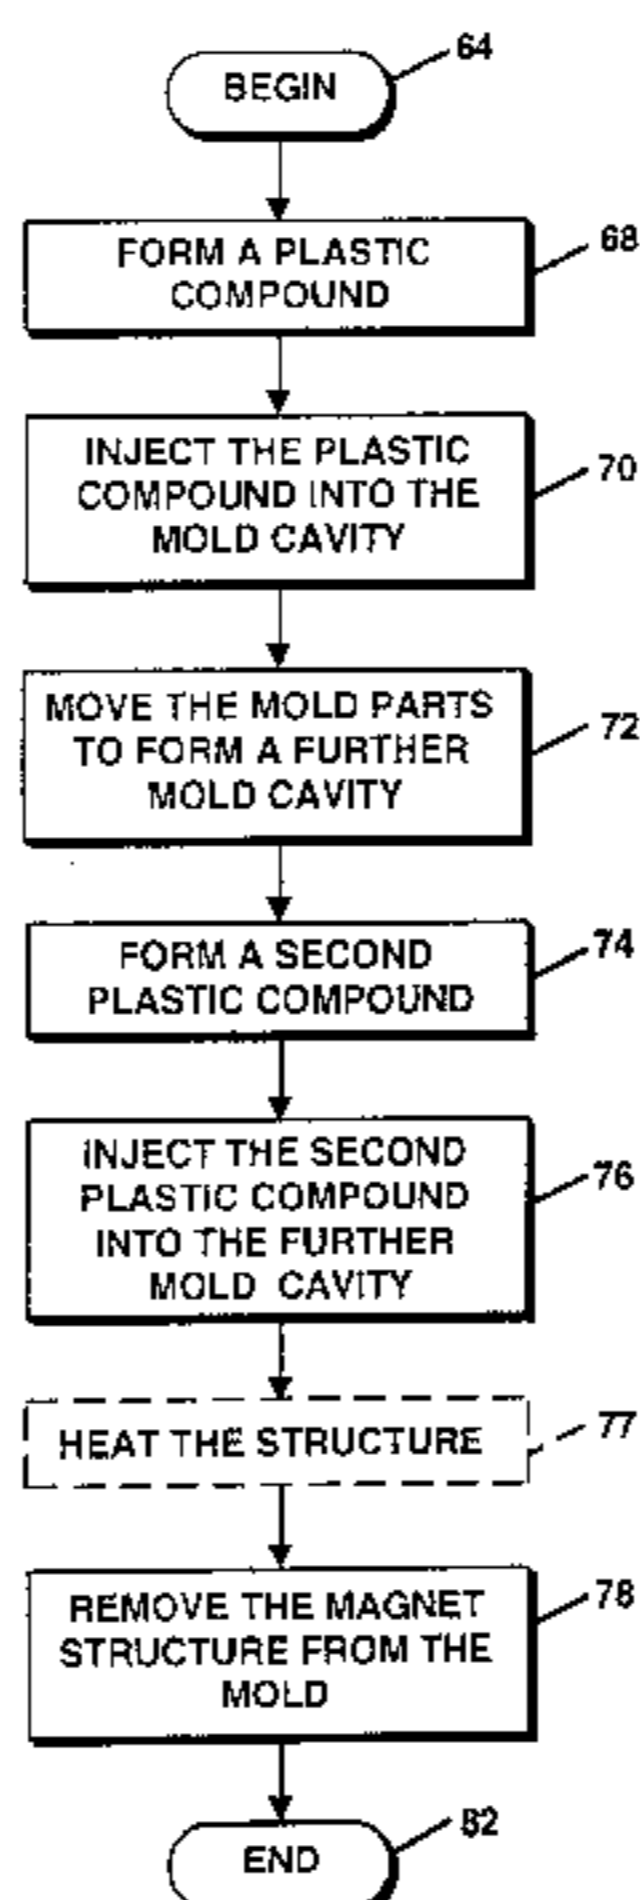 BEGIN
64
FORM A PLASTIC
COMPOUND
68
INJECT THE PLASTIC
COMPOUND INTO THE
MOLD CAVITY
70
MOVE THE MOLD PARTS
TO FORM A FURTHER
MOLD CAVITY
72
FORM A SECOND
PLASTIC COMPOUND
74
INJECT THE SECOND
PLASTIC COMPOUND
INTO THE FURTHER
MOLD CAVITY
76
HEAT THE STRUCTURE
77
REMOVE THE MAGNET
STRUCTURE FROM THE
MOLD
78
END
82